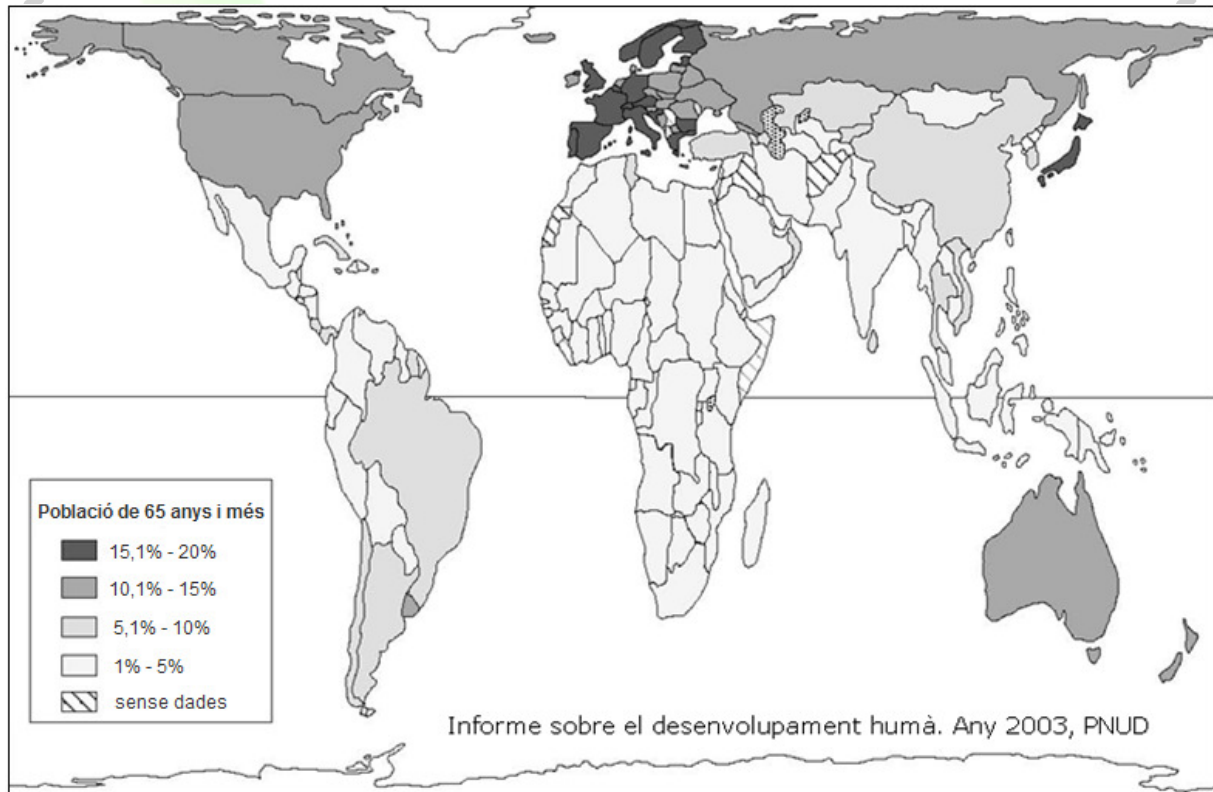 Població de 65 anys i més
15,1% - 20%
10,1% - 15%
5,1% - 10%
1% - 5%
sense dades
Informe sobre el desenvolupament humà. Any 2003, PNUD